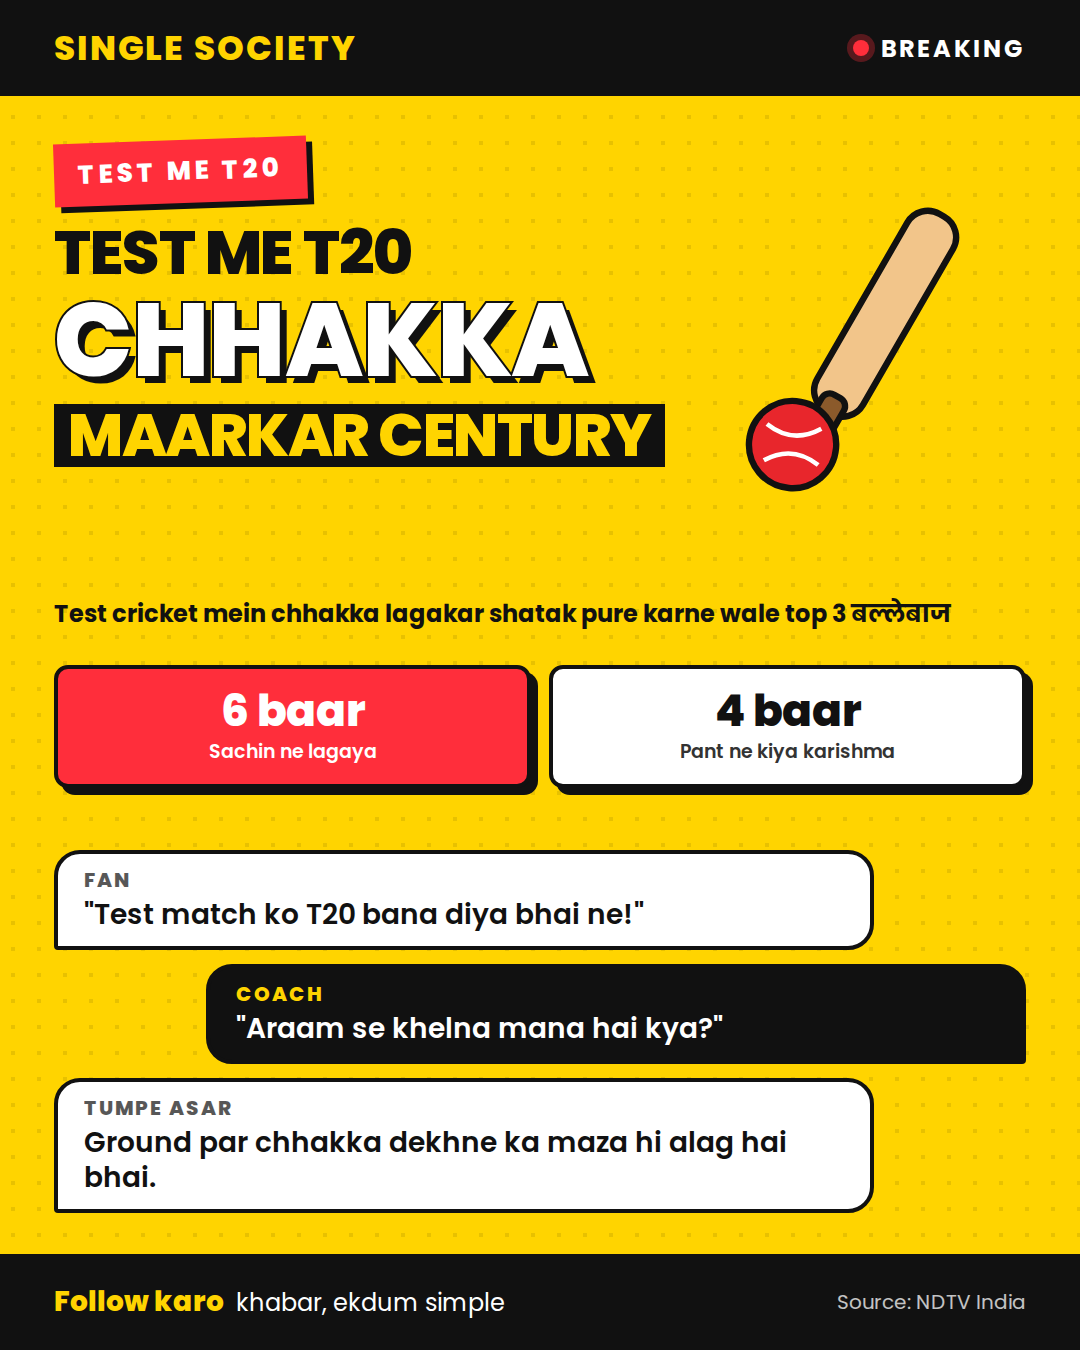 SINGLE SOCIETY
BREAKING
TEST ME T20
TEST ME T20
CHHAKKA
MAARKAR CENTURY
Test cricket mein chhakka lagakar shatak pure karne wale top 3 बल्लेबाज
6 baar
Sachin ne lagaya
4 baar
Pant ne kiya karishma
FAN
"Test match ko T20 bana diya bhai ne!"
COACH
"Araam se khelna mana hai kya?"
TUMPE ASAR
Ground par chhakka dekhne ka maza hi alag hai
bhai.
Follow karo khabar, ekdum simple
Source: NDTV India